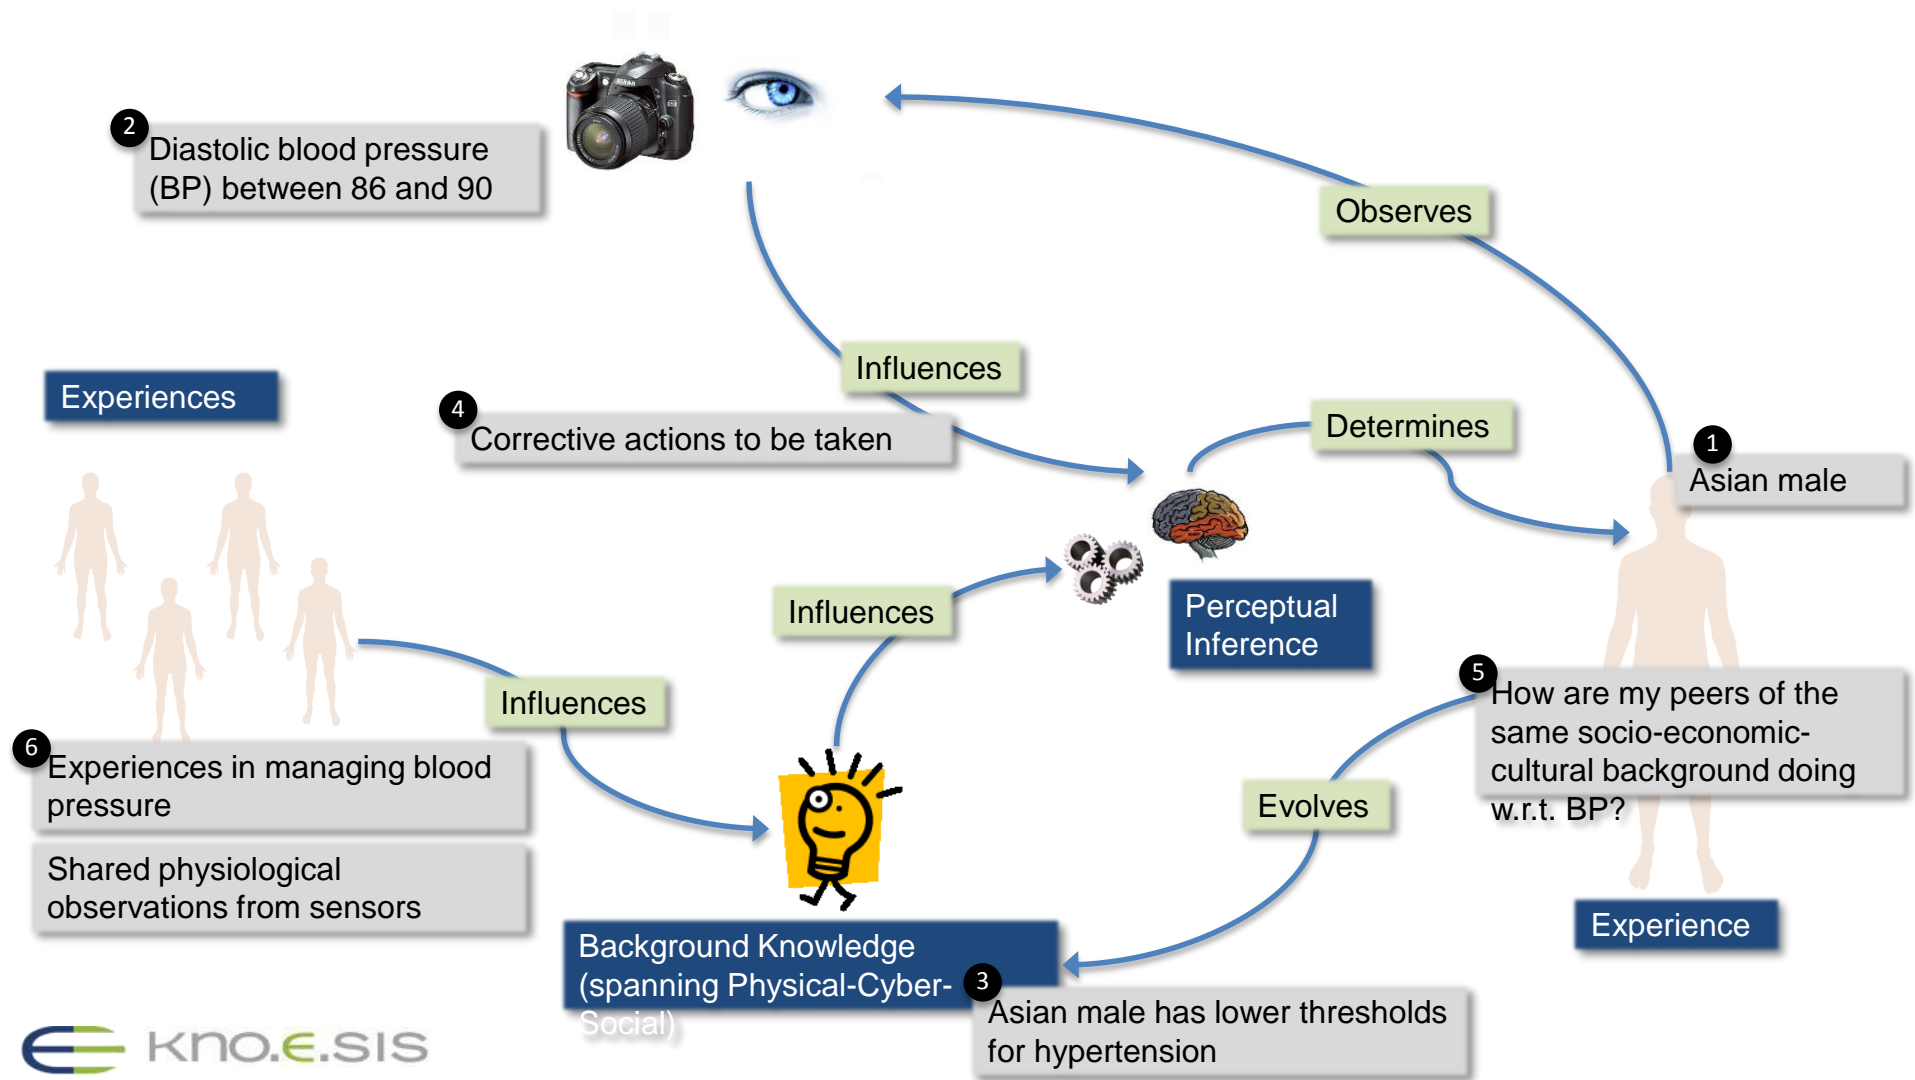 2
Diastolic blood pressure
(BP) between 86 and 90
Nikon
Observes
Influences
Experiences
4
Corrective actions to be taken
Determines
1
Asian male
Influences
Perceptual
Inference
Influences
5
How are my peers of the
same socio-economic-
cultural background doing
w.r.t. BP?
6
Experiences in managing blood
pressure
Evolves
Shared physiological
observations from sensors
Experience
Background Knowledge
(spanning Physical-Cyber-
Social)
3
Asian male has lower thresholds
for hypertension
kno.e.sis